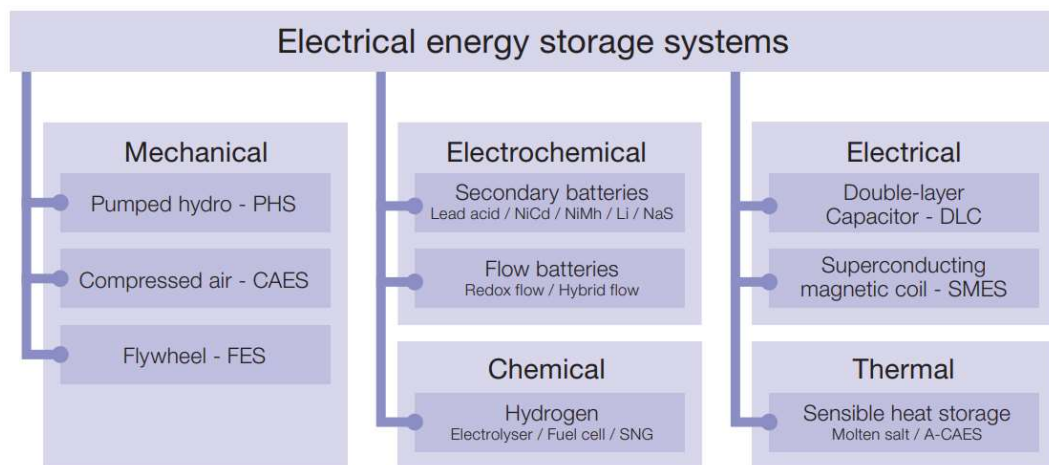 Electrical energy storage systems
Mechanical
Pumped hydro - PHS
Compressed air - CAES
Flywheel - FES
Electrochemical
Secondary batteries
Lead acid / NiCd / NiMh / Li / NaS
Flow batteries
Redox flow / Hybrid flow
Chemical
Hydrogen
Electrolyser / Fuel cell / SNG
Electrical
Double-layer
Capacitor - DLC
Superconducting
magnetic coil - SMES
Thermal
Sensible heat storage
Molten salt / A-CAES